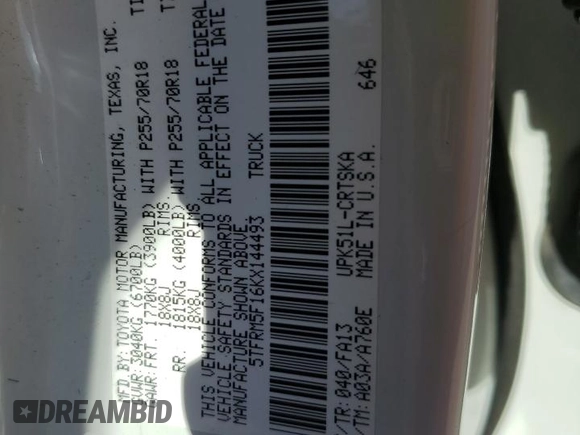 MFD BY: TOYOTA MOTOR MANUFACTURING, TEXAS, INC.
GVWR: 3040KG (6700LB)
GAWR: FRT. 1770KG (3900LB) WITH P255/70R18
18X8J RIMS,
RR. 1815KG (4000LB) WITH P255/70R18
18X8J RIMS,
THIS VEHICLE CONFORMS TO ALL APPLICABLE FEDERAL
VEHICLE SAFETY STANDARDS IN EFFECT ON THE DATE
MANUFACTURE SHOWN ABOVE.
5TFRM5F16KX144493 TRUCK
UPK51L-CRTSKA 646
/TR: 040/FA13 MADE IN U.S.A.
/TM: A03A/A760E
DREAMBID